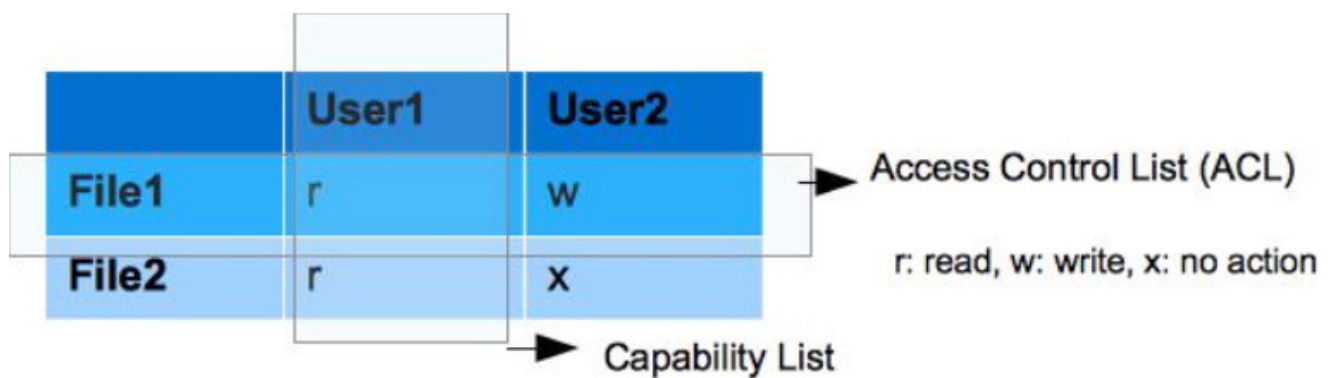 User1 User2
File1 r w
Access Control List (ACL)
File2 r x
r: read, w: write, x: no action
Capability List